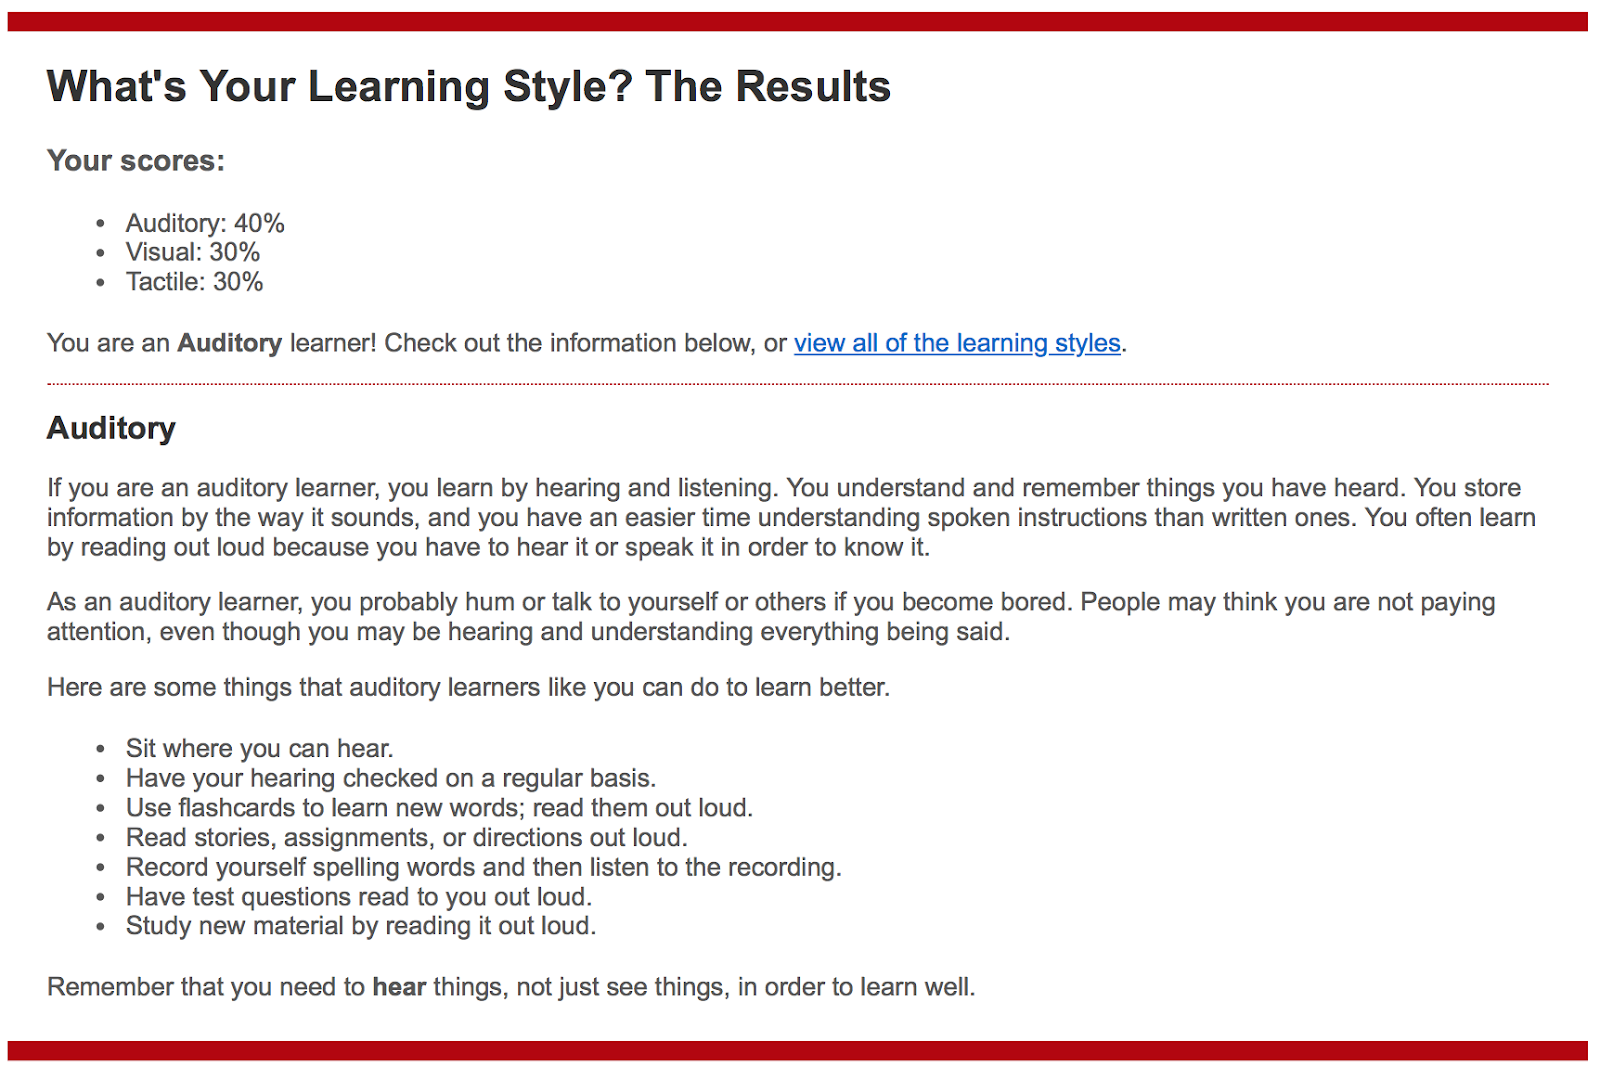 What's Your Learning Style? The Results
Your scores:
• Auditory: 40%
• Visual: 30%
• Tactile: 30%
You are an Auditory learner! Check out the information below, or view all of the learning styles.
Auditory
If you are an auditory learner, you learn by hearing and listening. You understand and remember things you have heard. You store
information by the way it sounds, and you have an easier time understanding spoken instructions than written ones. You often learn
by reading out loud because you have to hear it or speak it in order to know it.
As an auditory learner, you probably hum or talk to yourself or others if you become bored. People may think you are not paying
attention, even though you may be hearing and understanding everything being said.
Here are some things that auditory learners like you can do to learn better.
• Sit where you can hear.
• Have your hearing checked on a regular basis.
• Use flashcards to learn new words; read them out loud.
• Read stories, assignments, or directions out loud.
• Record yourself spelling words and then listen to the recording.
• Have test questions read to you out loud.
• Study new material by reading it out loud.
Remember that you need to hear things, not just see things, in order to learn well.